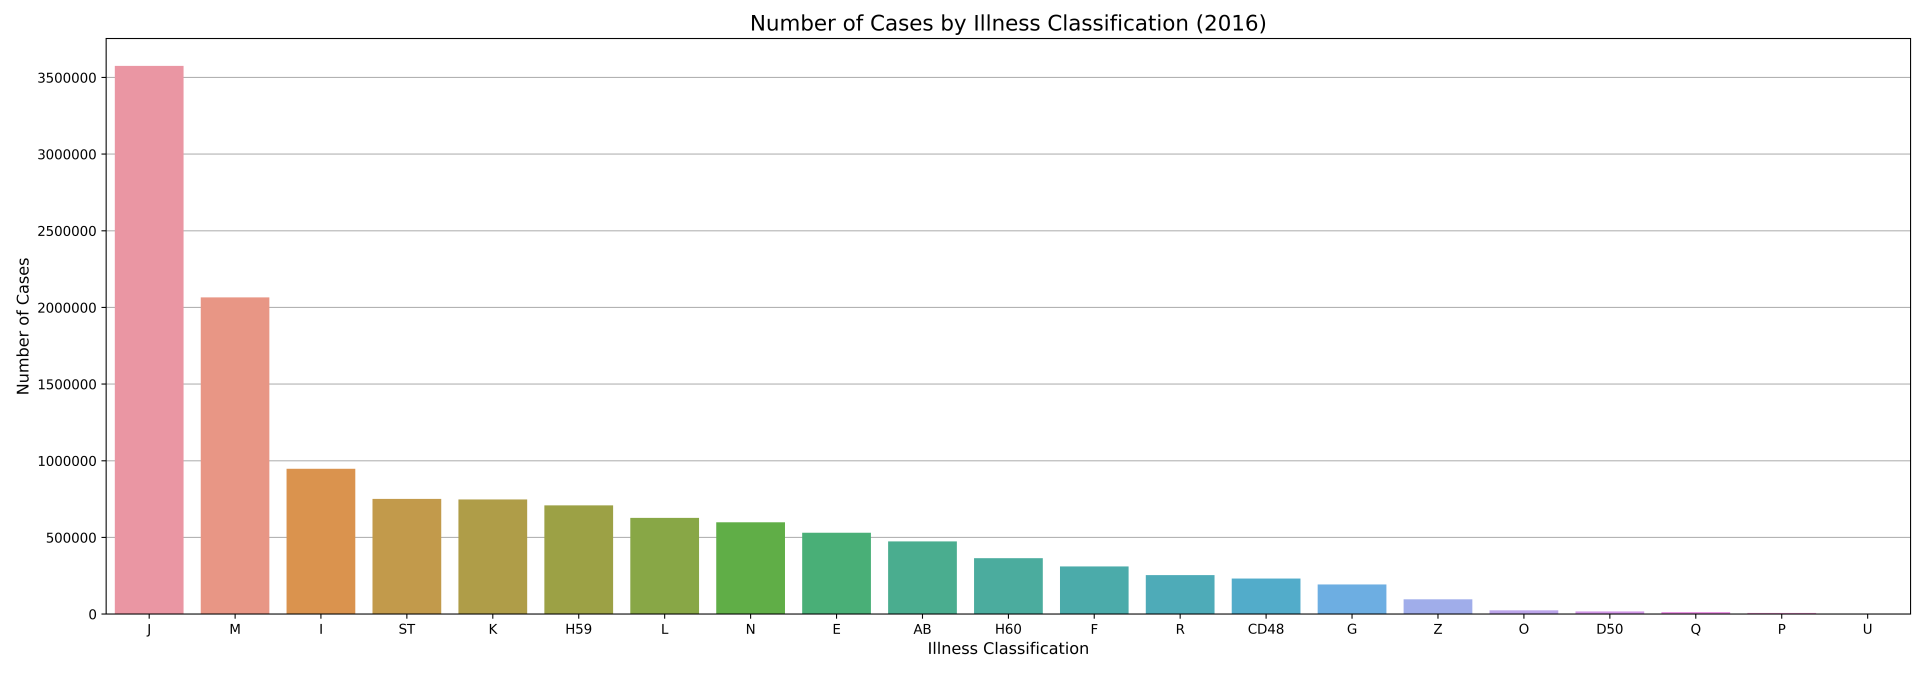 Number of Cases by Illness Classification (2016)
Number of Cases
3500000
3000000
2500000
2000000
1500000
1000000
500000
0
J M I ST K H59 L N E AB H60 F R CD48 G Z O D50 Q P U
Illness Classification